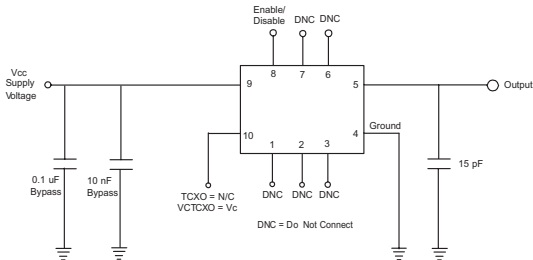 Enable/
Disable
DNC
DNC
8
7
6
Vcc
Supply
Voltage
9
5
Output
10
4
Ground
1
2
3
0.1 uF
Bypass
10 nF
Bypass
15 pF
TCXO = N/C
VCTCXO = Vc
DNC
DNC
DNC
DNC = Do Not Connect